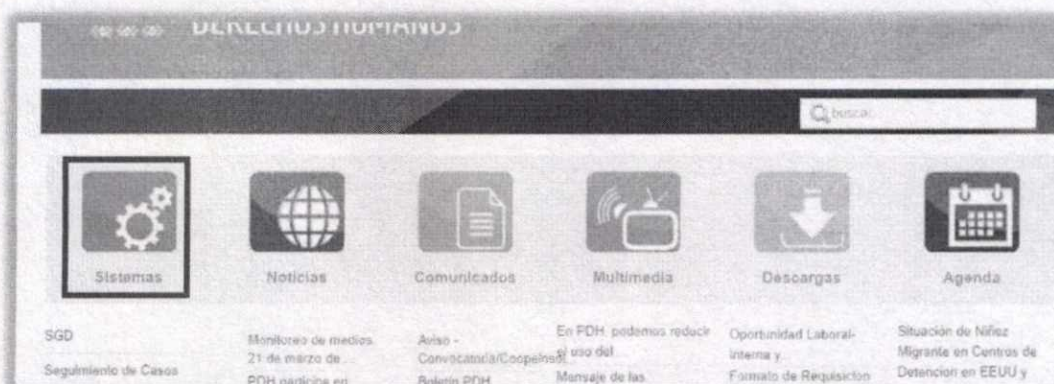 DERECHOS HUMANOS
buscar
Sistemas
Noticias
Comunicados
Multimedia
Descargas
Agenda
SGD
Seguimiento de Casos
Monitoreo de medios
21 de marzo de ...
PDH participa en
Aviso -
Convocatoria/Coopeins
Boletin PDH
En PDH, podemos reducir
el uso del...
Mensaje de las
Oportunidad Laboral-
Interna y
Formato de Requisicion
Situación de Niñez
Migrante en Centros de
Detencion en EEUU y